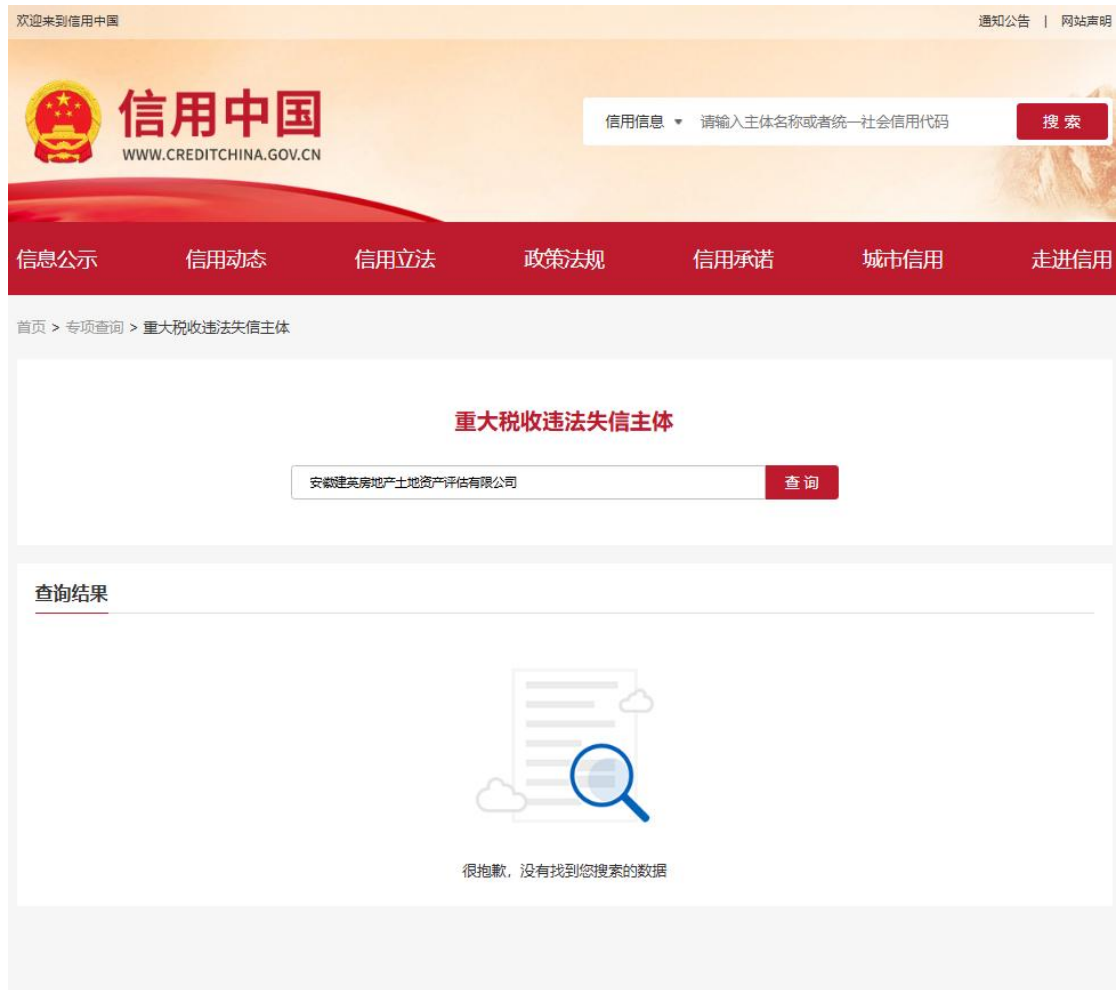 欢迎来到信用中国
通知公告 | 网站声明
信用中国
WWW.CREDITCHINA.GOV.CN
信用信息 请输入主体名称或者统一社会信用代码 搜索
信息公示 信用动态 信用立法 政策法规 信用承诺 城市信用 走进信用
首页 > 专项查询 > 重大税收违法失信主体
重大税收违法失信主体
安徽建英房地产土地资产评估有限公司 查询
查询结果
很抱歉，没有找到您搜索的数据